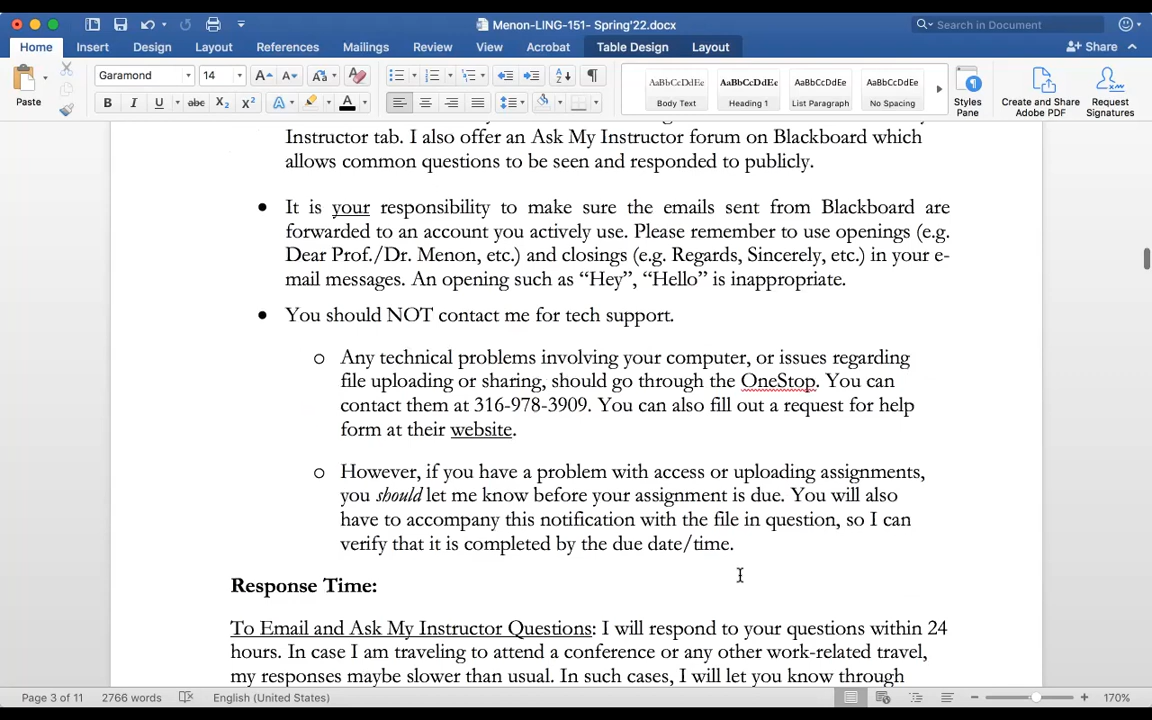 Menon-LING-151- Spring'22.docx
Search in Document
Home Insert Design Layout References Mailings Review View Acrobat Table Design Layout Share
Paste Garamond 14
AaBbCcDdEe AaBbCcDdEe AaBbCcDdEe AaBbCcDdEe
Body Text Heading 1 List Paragraph No Spacing
Styles Pane
Create and Share Adobe PDF
Request Signatures
Instructor tab. I also offer an Ask My Instructor forum on Blackboard which
allows common questions to be seen and responded to publicly.
• It is your responsibility to make sure the emails sent from Blackboard are
forwarded to an account you actively use. Please remember to use openings (e.g.
Dear Prof./Dr. Menon, etc.) and closings (e.g. Regards, Sincerely, etc.) in your e-
mail messages. An opening such as “Hey”, “Hello” is inappropriate.
• You should NOT contact me for tech support.
o Any technical problems involving your computer, or issues regarding
file uploading or sharing, should go through the OneStop. You can
contact them at 316-978-3909. You can also fill out a request for help
form at their website.
o However, if you have a problem with access or uploading assignments,
you should let me know before your assignment is due. You will also
have to accompany this notification with the file in question, so I can
verify that it is completed by the due date/time.
Response Time:
To Email and Ask My Instructor Questions: I will respond to your questions within 24
hours. In case I am traveling to attend a conference or any other work-related travel,
my responses maybe slower than usual. In such cases, I will let you know through
Page 3 of 11 2766 words English (United States) 170%